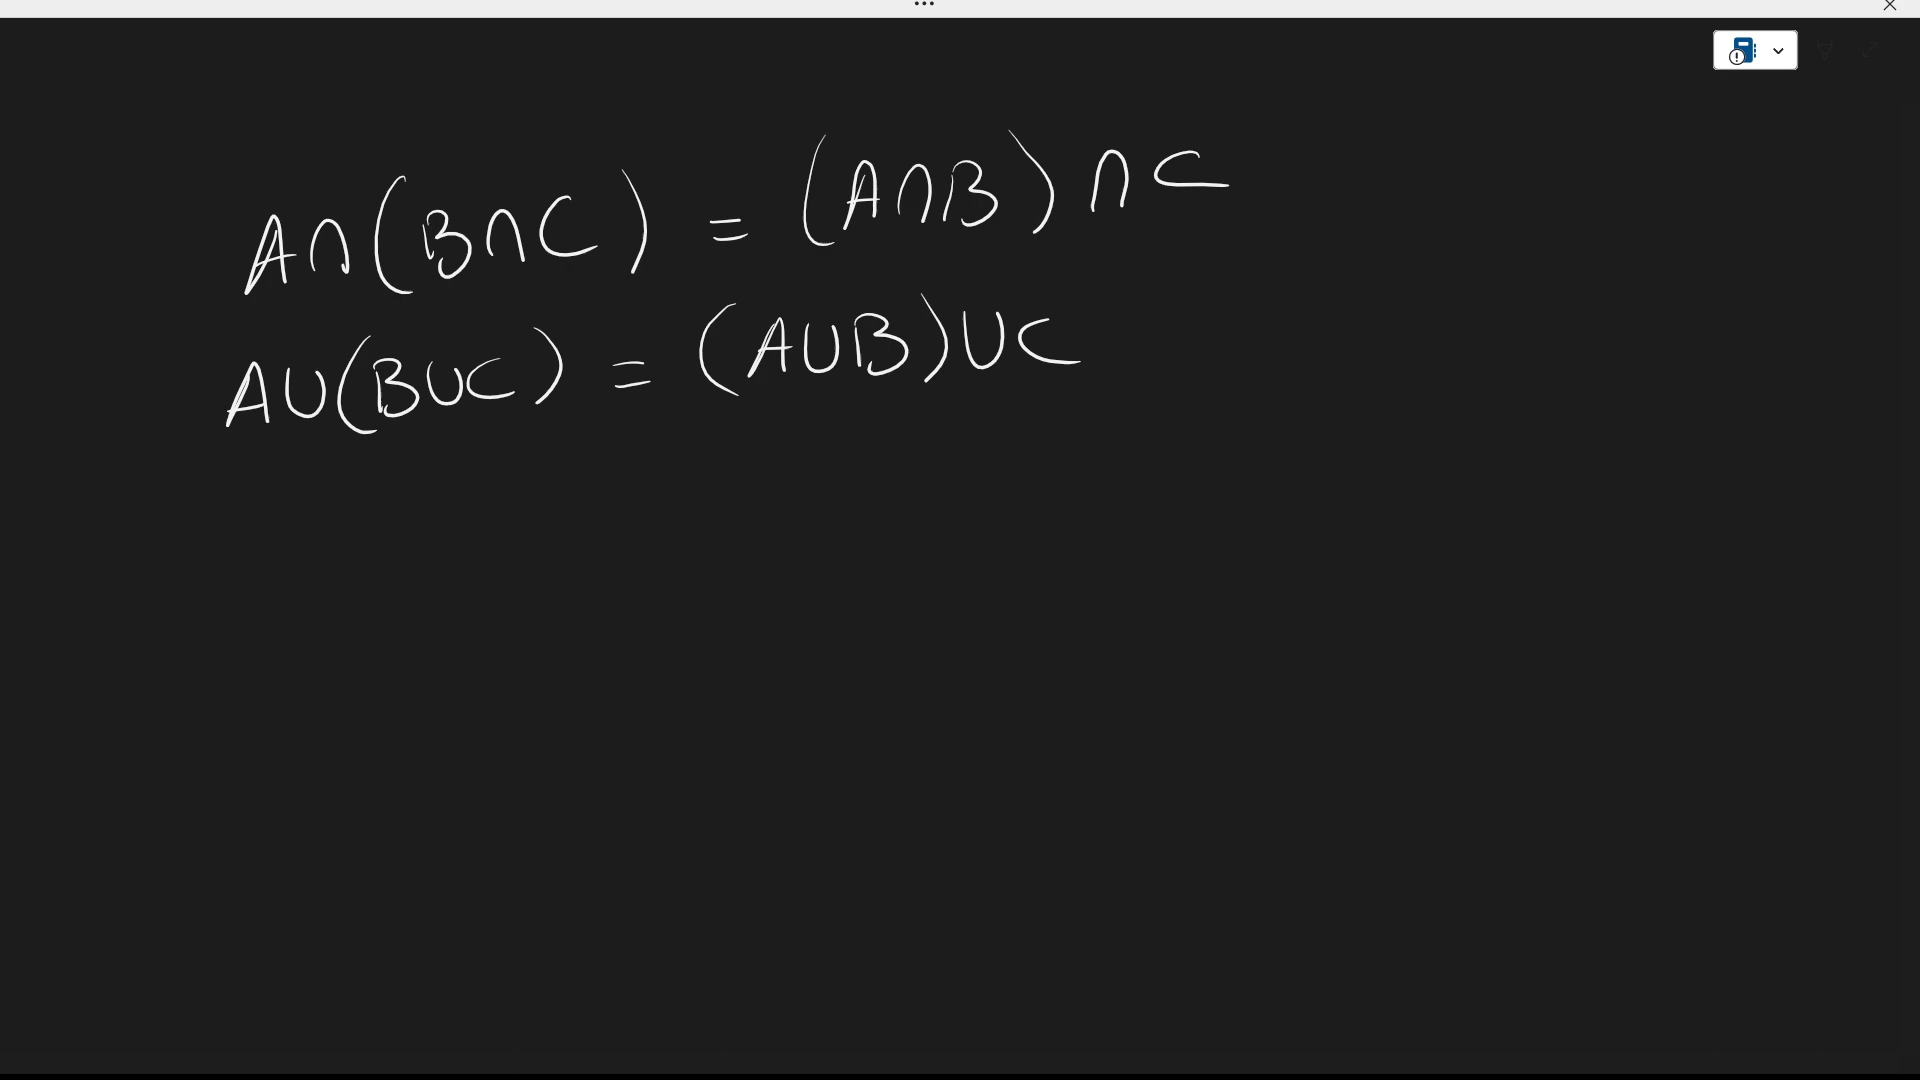 A∩(B∩C) = (A∩B)∩C
A∪(B∪C) = (A∪B)∪C